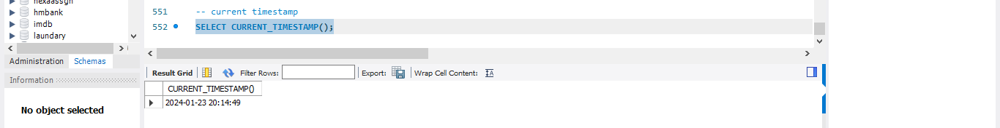 hexaassgn
hmbank
imdb
laundary
Administration Schemas
Information
No object selected
551 -- current timestamp
552 SELECT CURRENT_TIMESTAMP();
Result Grid Filter Rows: Export: Wrap Cell Content:
CURRENT_TIMESTAMP()
2024-01-23 20:14:49